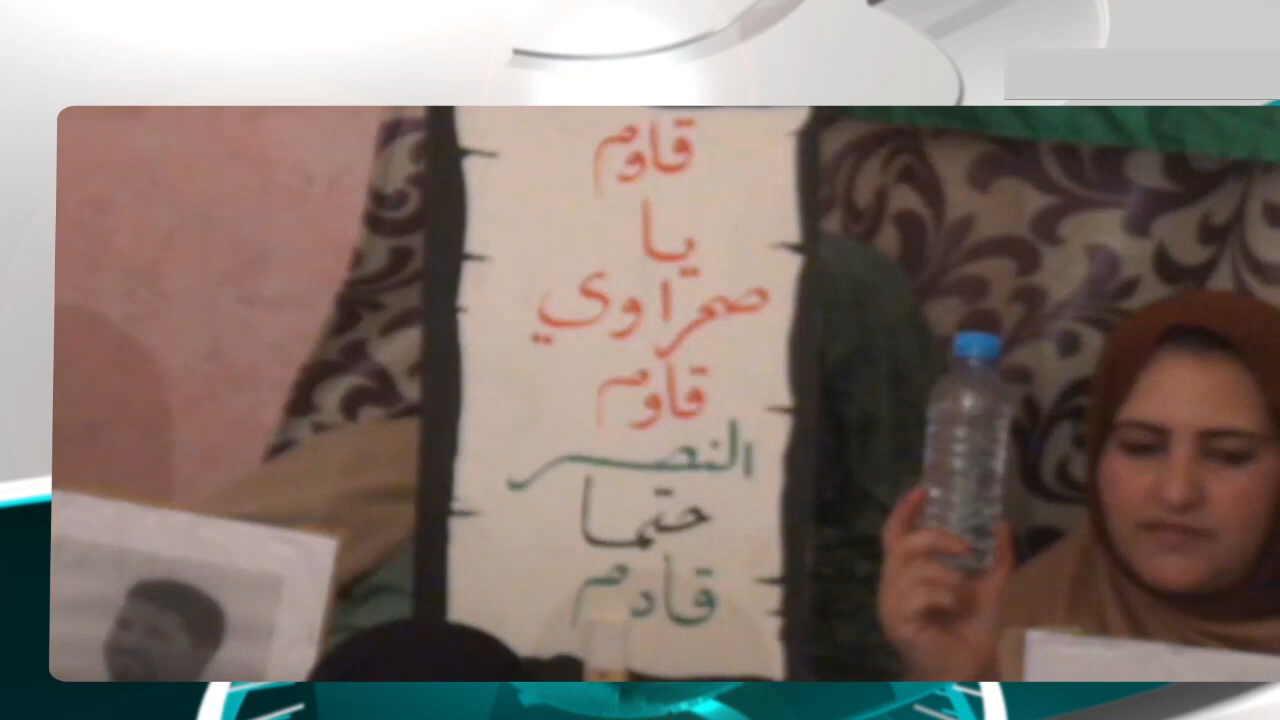 قاوم
يا
صحراوي
قاوم
النصر
حتما
قادم